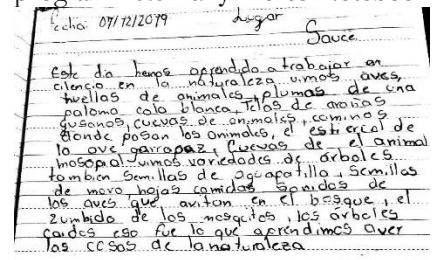 Fecha: 07/12/2019 Lugar
Sauce
Este dia hemos aprendido a trabajar en
cilencio en la naturaleza vimos aves,
huellas de animales, plumas de una
paloma cola blanca, Telas de arañas
gusanos, cuevas de animales, caminos
donde pasan los animales, el estiercol de
la ave garrapaz, Cuevas de el animal
mosopial vimos variedades de árboles
tambien Semillas de aguapatillo, Semillas
de moro hojas comidas Sonidos de
los aves que aviton en el bosque, el
zumbido de los mosquitos, los árboles
caidos eso fue lo que aprendimos aver
las cosas de la naturaleza